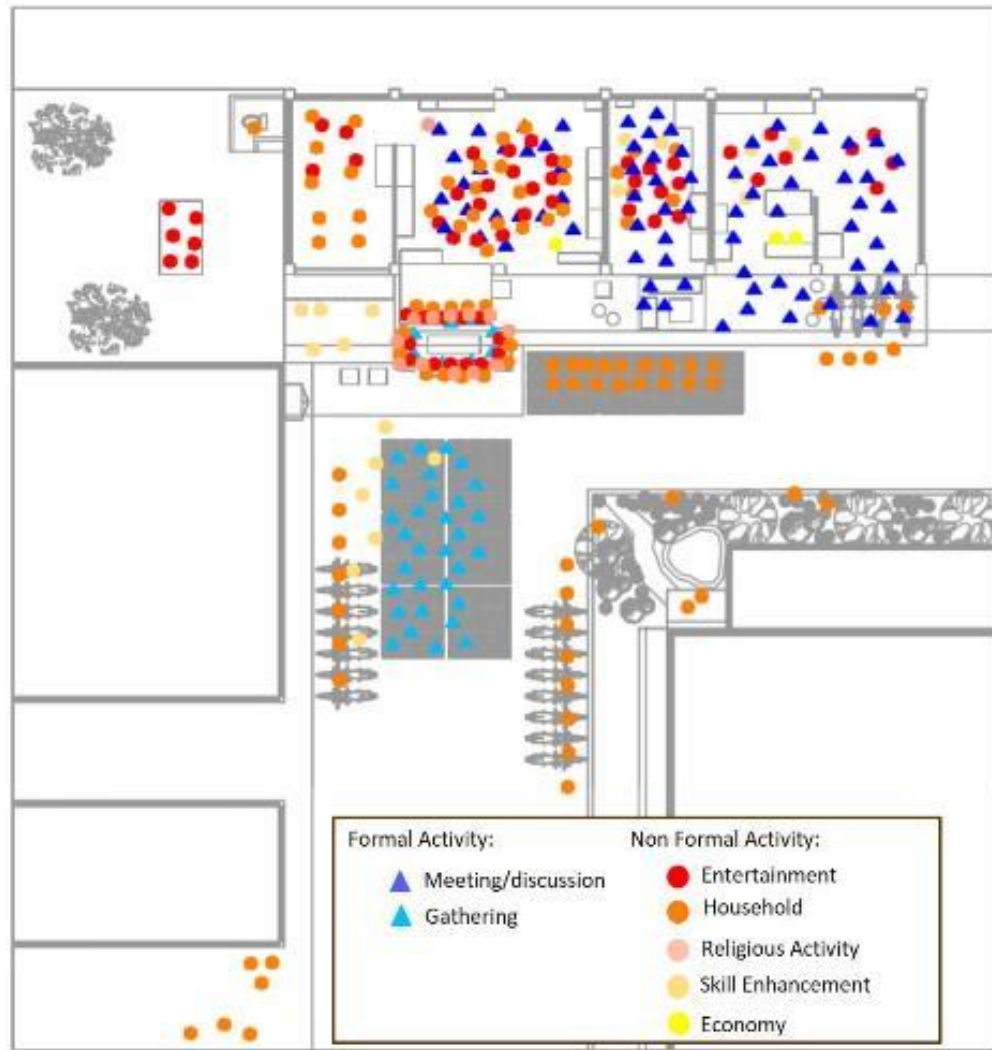 Formal Activity:
Meeting/discussion
Gathering
Non Formal Activity:
Entertainment
Household
Religious Activity
Skill Enhancement
Economy